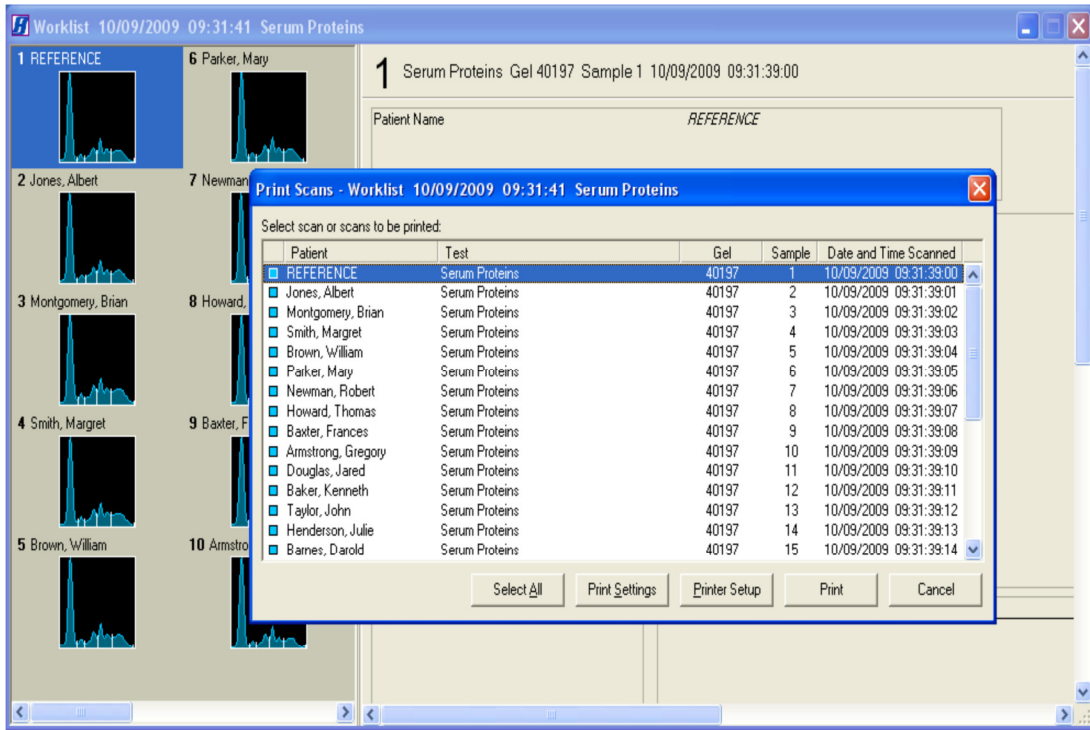 Worklist 10/09/2009 09:31:41 Serum Proteins
1 REFERENCE
6 Parker, Mary
2 Jones, Albert
7 Newman
3 Montgomery, Brian
8 Howard,
4 Smith, Margret
9 Baxter, F
5 Brown, William
10 Armstro
1 Serum Proteins Gel 40197 Sample 1 10/09/2009 09:31:39:00
Patient Name REFERENCE
Print Scans - Worklist 10/09/2009 09:31:41 Serum Proteins
Select scan or scans to be printed:
Patient Test Gel Sample Date and Time Scanned
REFERENCE Serum Proteins 40197 1 10/09/2009 09:31:39:00
Jones, Albert Serum Proteins 40197 2 10/09/2009 09:31:39:01
Montgomery, Brian Serum Proteins 40197 3 10/09/2009 09:31:39:02
Smith, Margret Serum Proteins 40197 4 10/09/2009 09:31:39:03
Brown, William Serum Proteins 40197 5 10/09/2009 09:31:39:04
Parker, Mary Serum Proteins 40197 6 10/09/2009 09:31:39:05
Newman, Robert Serum Proteins 40197 7 10/09/2009 09:31:39:06
Howard, Thomas Serum Proteins 40197 8 10/09/2009 09:31:39:07
Baxter, Frances Serum Proteins 40197 9 10/09/2009 09:31:39:08
Armstrong, Gregory Serum Proteins 40197 10 10/09/2009 09:31:39:09
Douglas, Jared Serum Proteins 40197 11 10/09/2009 09:31:39:10
Baker, Kenneth Serum Proteins 40197 12 10/09/2009 09:31:39:11
Taylor, John Serum Proteins 40197 13 10/09/2009 09:31:39:12
Henderson, Julie Serum Proteins 40197 14 10/09/2009 09:31:39:13
Barnes, Darold Serum Proteins 40197 15 10/09/2009 09:31:39:14
Select All Print Settings Printer Setup Print Cancel